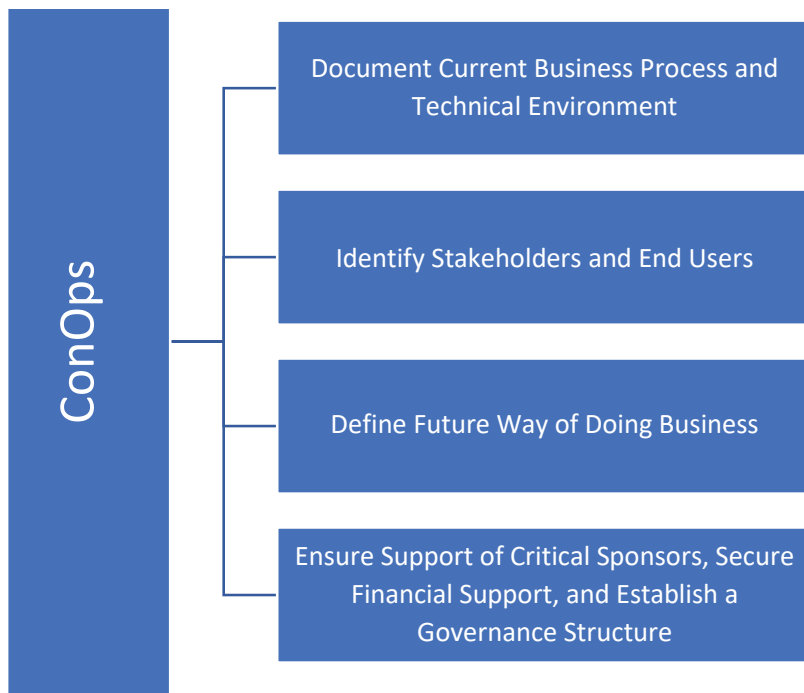 ConOps
Document Current Business Process and
Technical Environment
Identify Stakeholders and End Users
Define Future Way of Doing Business
Ensure Support of Critical Sponsors, Secure
Financial Support, and Establish a
Governance Structure